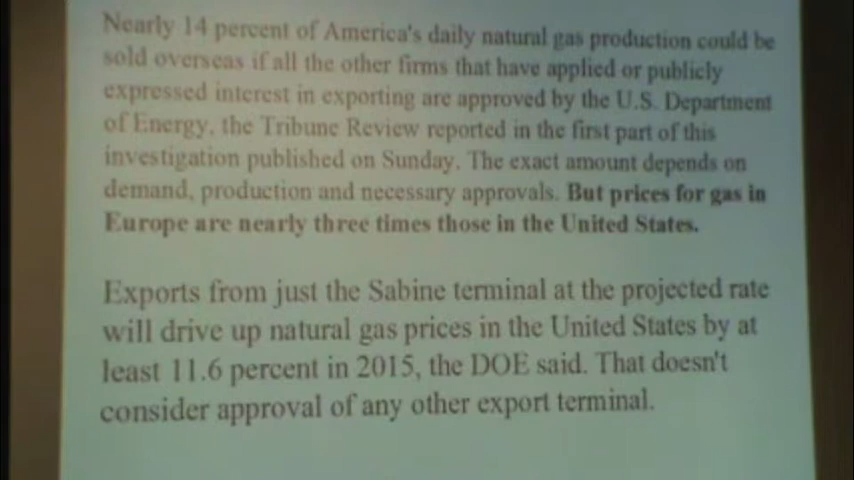 Nearly 14 percent of America's daily natural gas production could be
sold overseas if all the other firms that have applied or publicly
expressed interest in exporting are approved by the U.S. Department
of Energy, the Tribune Review reported in the first part of this
investigation published on Sunday. The exact amount depends on
demand, production and necessary approvals. But prices for gas in
Europe are nearly three times those in the United States.
Exports from just the Sabine terminal at the projected rate
will drive up natural gas prices in the United States by at
least 11.6 percent in 2015, the DOE said. That doesn't
consider approval of any other export terminal.